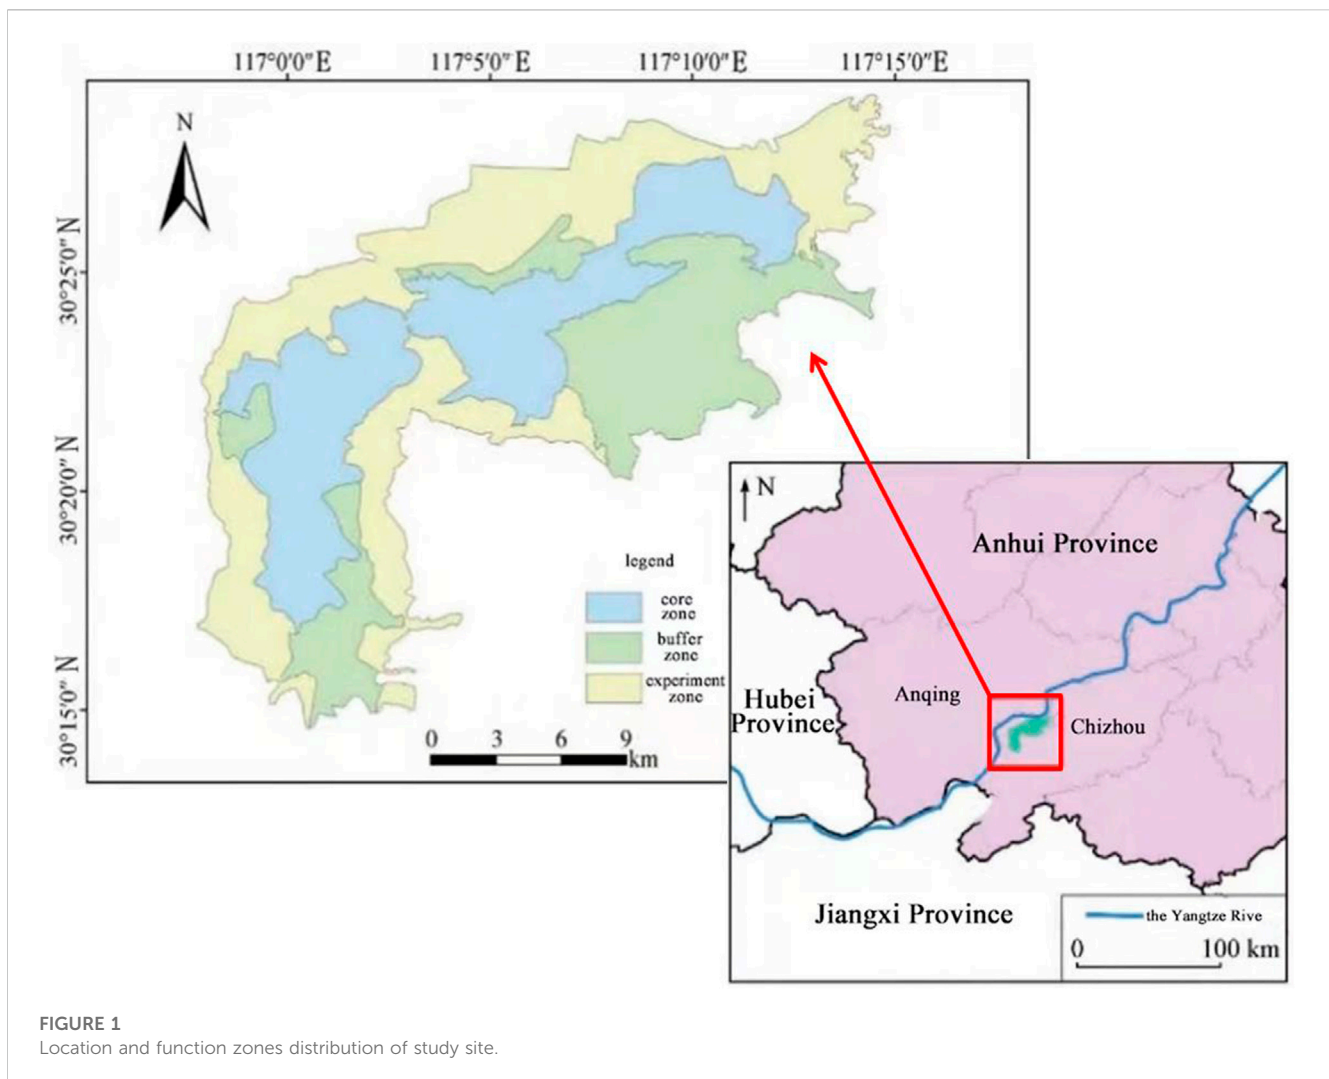 117°0′0″E 117°5′0″E 117°10′0″E 117°15′0″E
N
30°25′0″N
30°20′0″N
30°15′0″N
legend
core
zone
buffer
zone
experiment
zone
0 3 6 9
km
N
Anhui Province
Anqing
Hubei
Province
Chizhou
Jiangxi Province
the Yangtze Rive
0 100 km
FIGURE 1
Location and function zones distribution of study site.